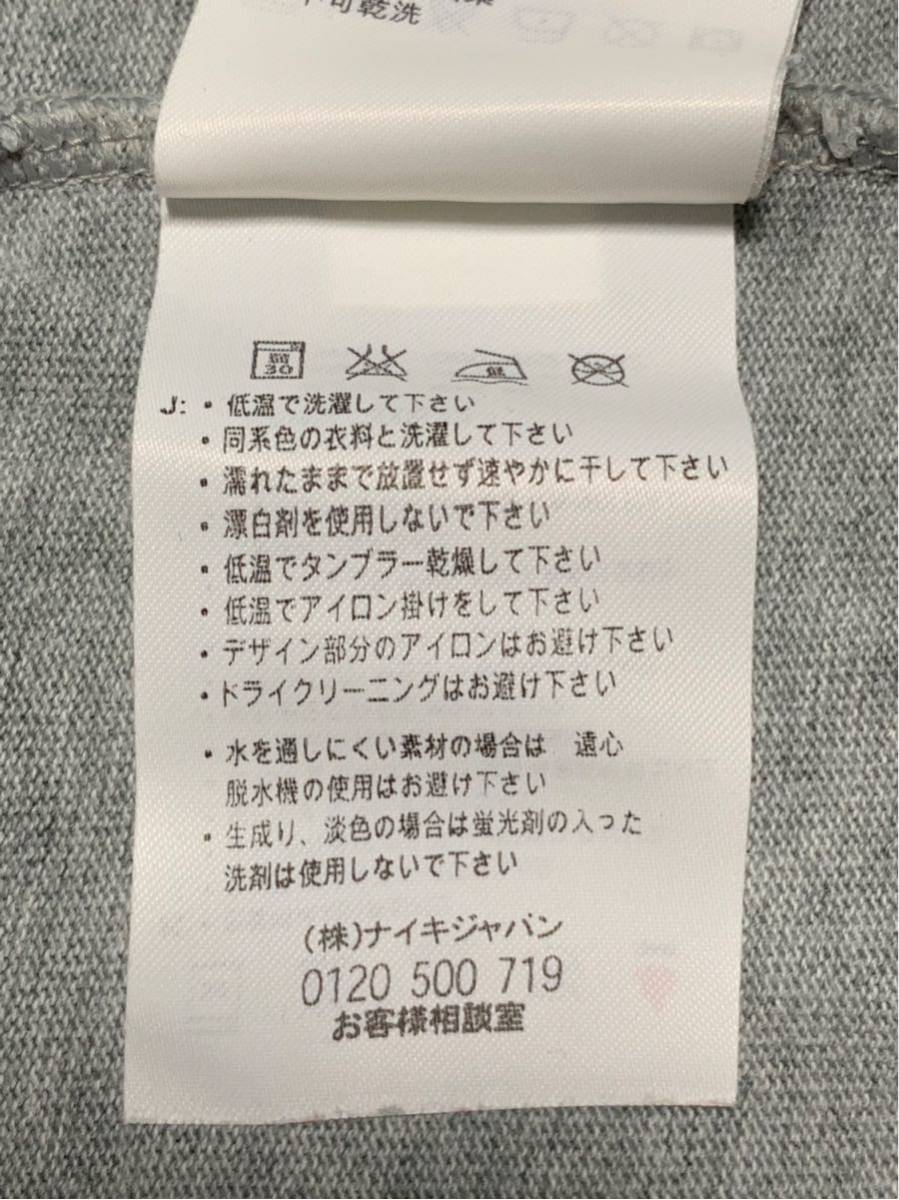 不可乾洗
30
J: ・低温で洗濯して下さい
・同系色の衣料と洗濯して下さい
・濡れたままで放置せず速やかに干して下さい
・漂白剤を使用しないで下さい
・低温でタンブラー乾燥して下さい
・低温でアイロン掛けをして下さい
・デザイン部分のアイロンはお避け下さい
・ドライクリーニングはお避け下さい
・水を通しにくい素材の場合は 遠心
脱水機の使用はお避け下さい
・生成り、淡色の場合は蛍光剤の入った
洗剤は使用しないで下さい
(株)ナイキジャパン
0120 500 719
お客様相談室